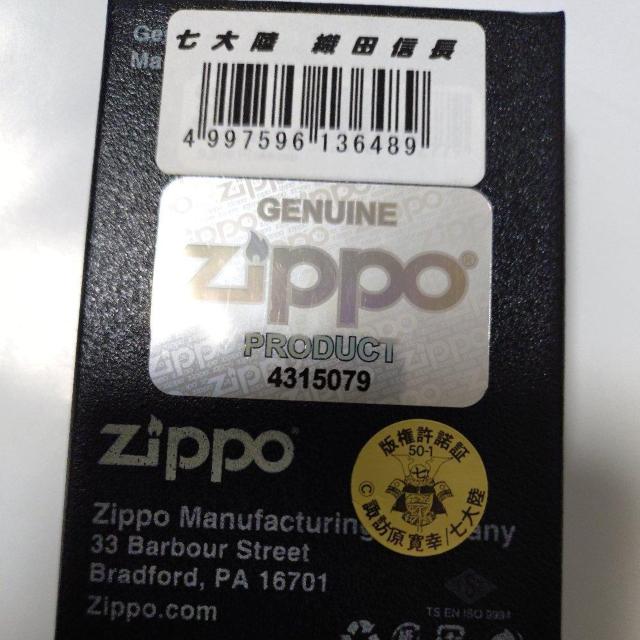 七大陸 織田信長
4 997596 136489
GENUINE
Zippo®
PRODUCT
4315079
zippo
版権許諾証
50-1
©諏訪原寛幸/七大陸
Zippo Manufacturing
33 Barbour Street
Bradford, PA 16701
Zippo.com
TS EN ISO 9994